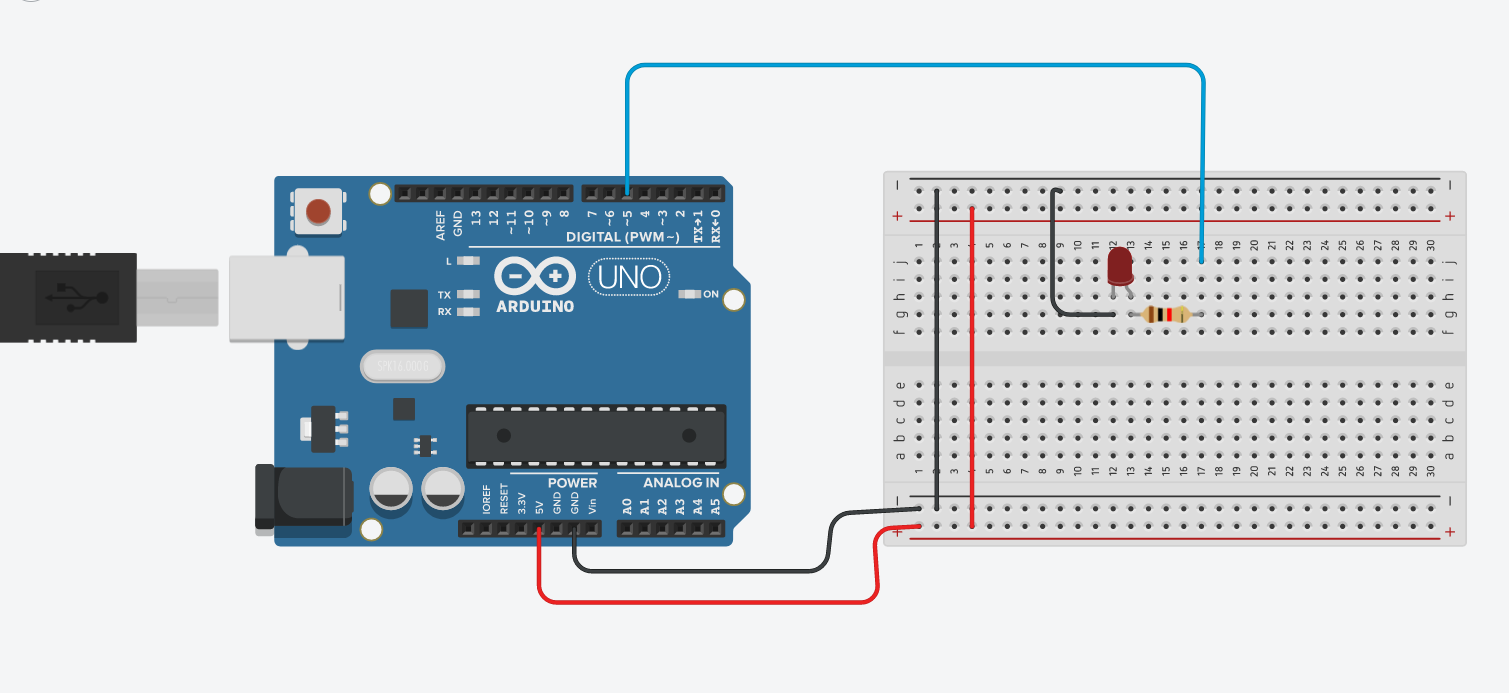 7 ~6 ~5 4 ~3 2 TX→1 RX←0
AREF GND 13 12 ~11 ~10 ~9 8
DIGITAL (PWM~)
L
TX
RX
UNO
ON
ARDUINO
SPK16.000G
POWER
ANALOG IN
IOREF RESET 3.3V 5V GND GND Vin
A0 A1 A2 A3 A4 A5
− −
+ +
1 2 3 4 5 6 7 8 9 10 11 12 13 14 15 16 17 18 19 20 21 22 23 24 25 26 27 28 29 30
j j
i i
h h
g g
f f
e e
d d
c c
b b
a a
1 2 3 4 5 6 7 8 9 10 11 12 13 14 15 16 17 18 19 20 21 22 23 24 25 26 27 28 29 30
− −
+ +